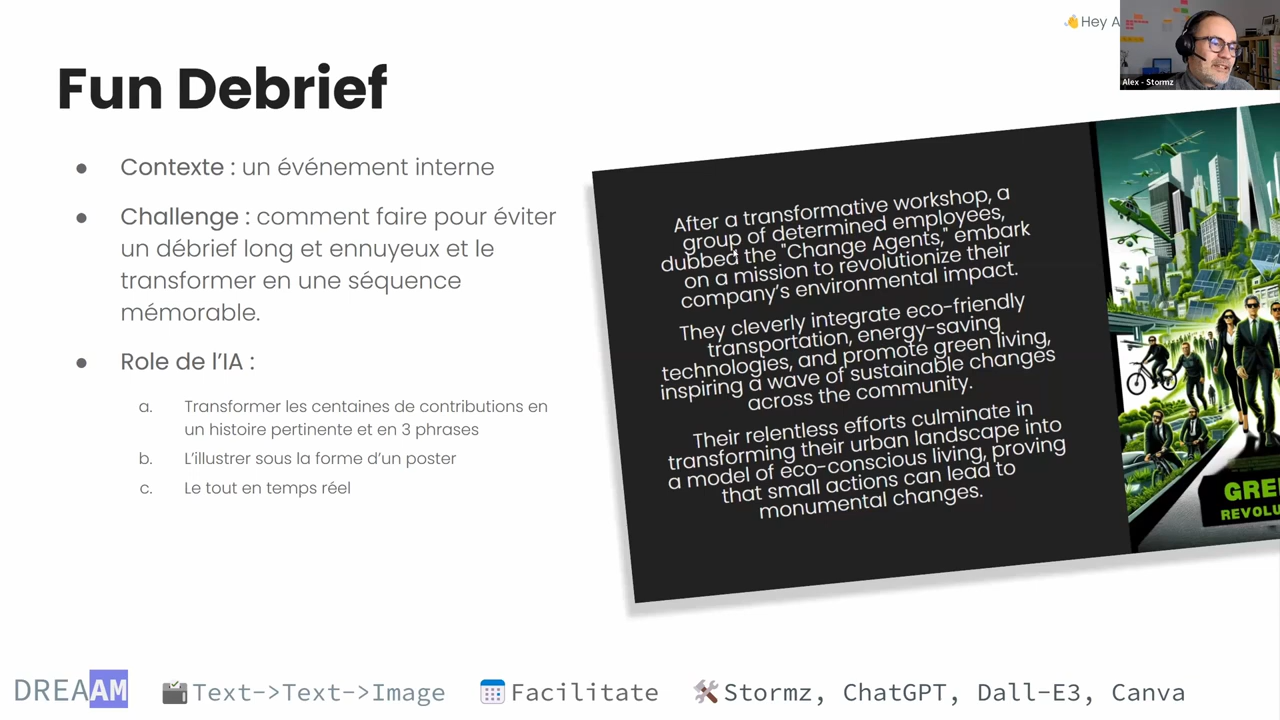 👋Hey A
Alex - Stormz
Fun Debrief
● Contexte : un événement interne
● Challenge : comment faire pour éviter
un débrief long et ennuyeux et le
transformer en une séquence
mémorable.
● Role de l’IA :
a. Transformer les centaines de contributions en
un histoire pertinente et en 3 phrases
b. L’illustrer sous la forme d’un poster
c. Le tout en temps réel
After a transformative workshop, a
group of determined employees,
dubbed the "Change Agents," embark
on a mission to revolutionize their
company’s environmental impact.
They cleverly integrate eco-friendly
transportation, energy-saving
technologies, and promote green living,
inspiring a wave of sustainable changes
across the community.
Their relentless efforts culminate in
transforming their urban landscape into
a model of eco-conscious living, proving
that small actions can lead to
monumental changes.
GREE
REVOLU
DREAAM
Text->Text->Image
Facilitate
Stormz, ChatGPT, Dall-E3, Canva